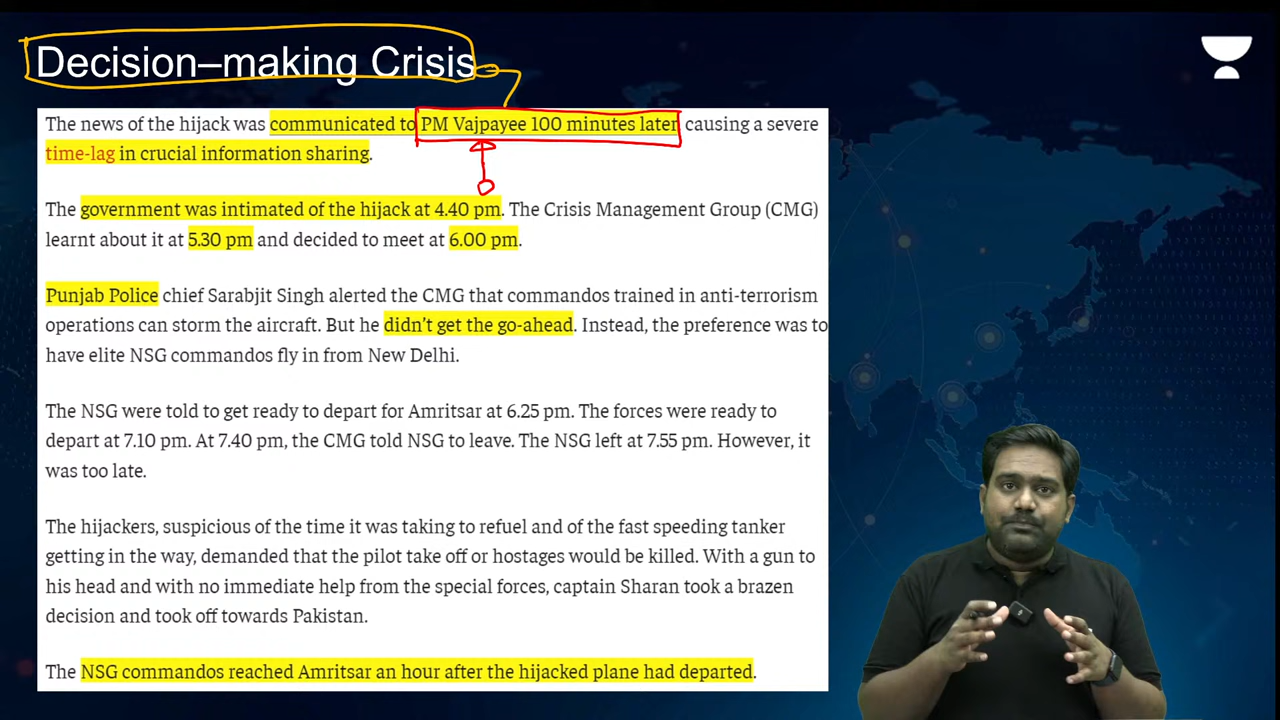 Decision–making Crisis
The news of the hijack was communicated to PM Vajpayee 100 minutes later, causing a severe
time-lag in crucial information sharing.
The government was intimated of the hijack at 4.40 pm. The Crisis Management Group (CMG)
learnt about it at 5.30 pm and decided to meet at 6.00 pm.
Punjab Police chief Sarabjit Singh alerted the CMG that commandos trained in anti-terrorism
operations can storm the aircraft. But he didn’t get the go-ahead. Instead, the preference was to
have elite NSG commandos fly in from New Delhi.
The NSG were told to get ready to depart for Amritsar at 6.25 pm. The forces were ready to
depart at 7.10 pm. At 7.40 pm, the CMG told NSG to leave. The NSG left at 7.55 pm. However, it
was too late.
The hijackers, suspicious of the time it was taking to refuel and of the fast speeding tanker
getting in the way, demanded that the pilot take off or hostages would be killed. With a gun to
his head and with no immediate help from the special forces, captain Sharan took a brazen
decision and took off towards Pakistan.
The NSG commandos reached Amritsar an hour after the hijacked plane had departed.